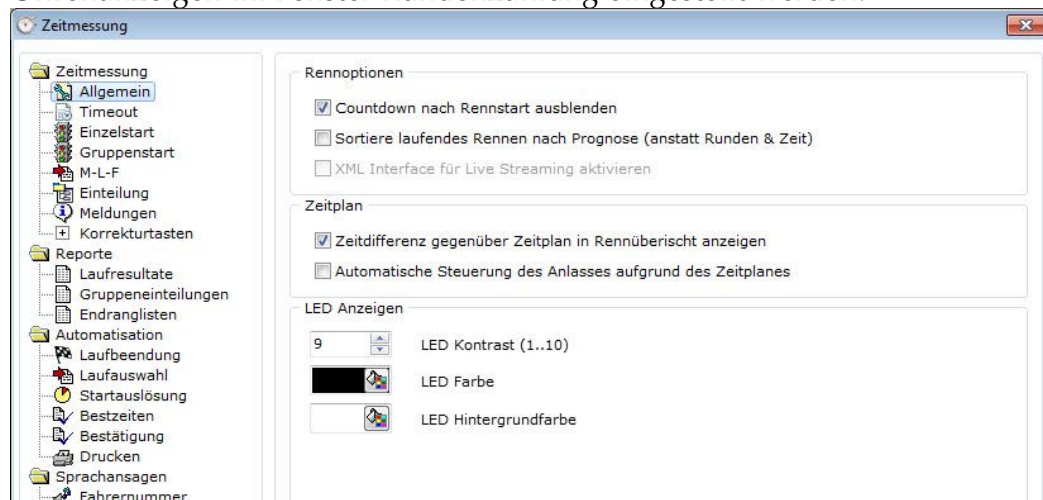 Zeitmessung
Zeitmessung
Allgemein
Timeout
Einzelstart
Gruppenstart
M-L-F
Einteilung
Meldungen
Korrekturtasten
Reporte
Laufresultate
Gruppeneinteilungen
Endranglisten
Automatisation
Laufbeendung
Laufauswahl
Startauslösung
Bestzeiten
Bestätigung
Drucken
Sprachansagen
Fahrernummer
Rennoptionen
Countdown nach Rennstart ausblenden
Sortiere laufendes Rennen nach Prognose (anstatt Runden & Zeit)
XML Interface für Live Streaming aktivieren
Zeitplan
Zeitdifferenz gegenüber Zeitplan in Rennüberischt anzeigen
Automatische Steuerung des Anlasses aufgrund des Zeitplanes
LED Anzeigen
9 LED Kontrast (1..10)
LED Farbe
LED Hintergrundfarbe